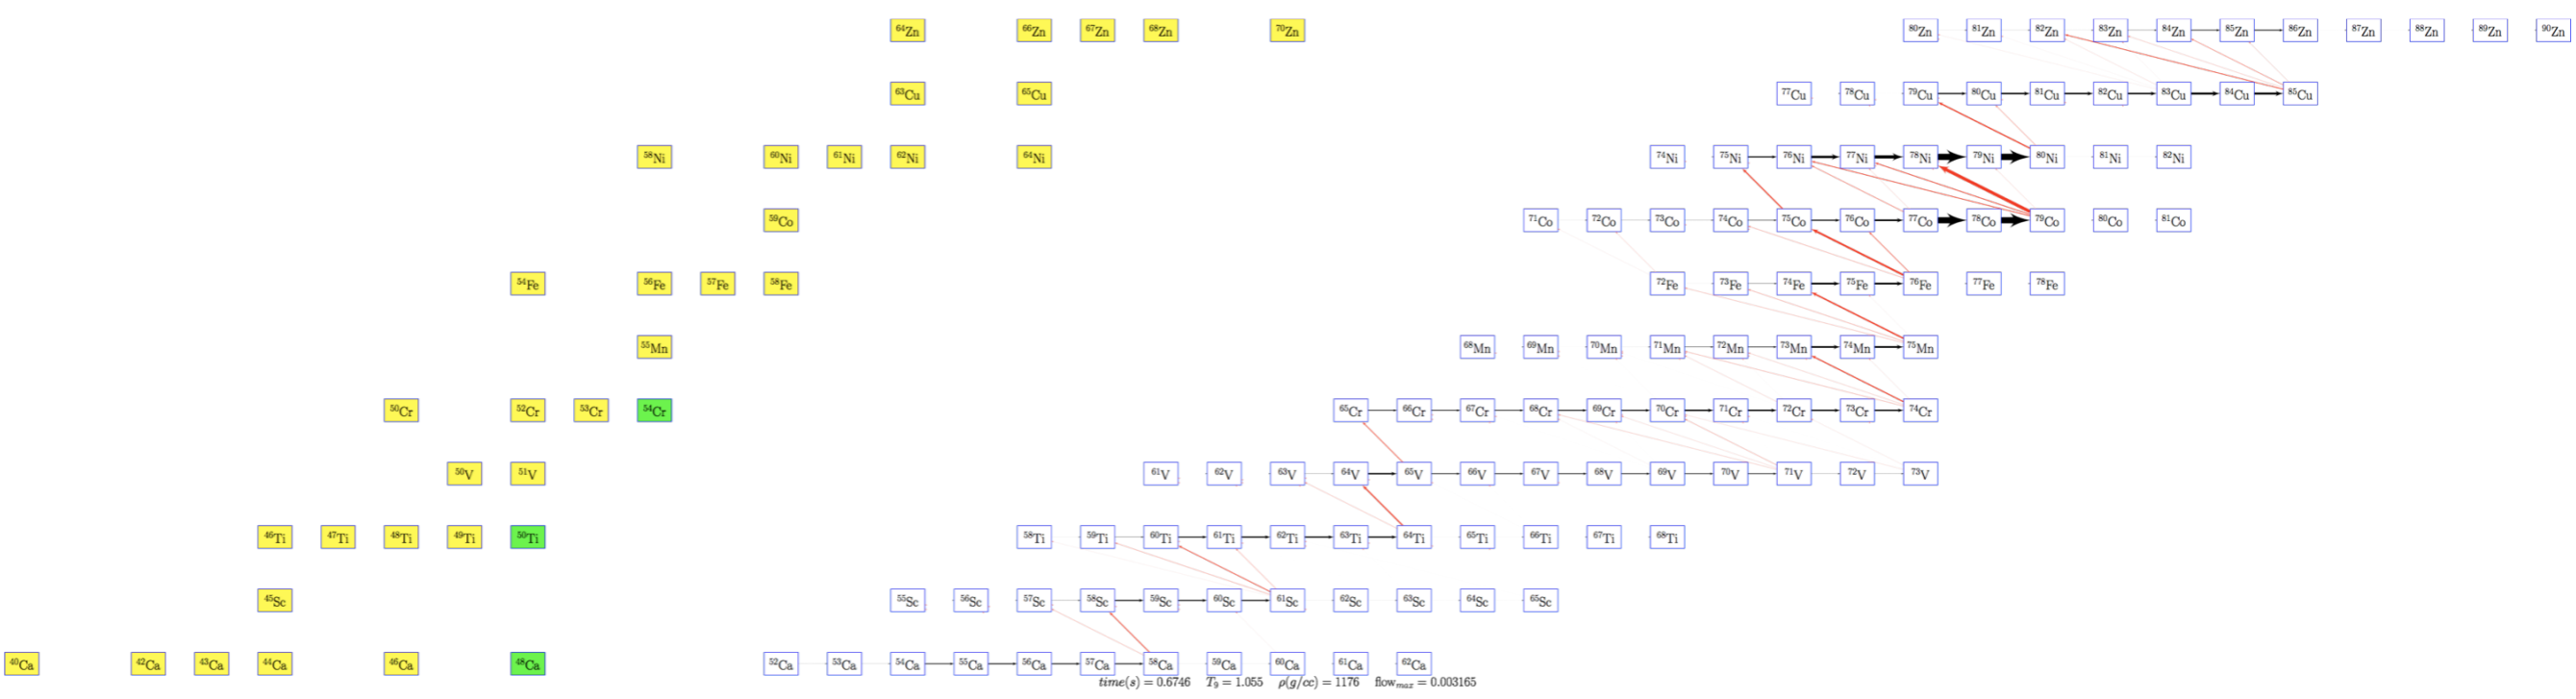 64Zn 66Zn 67Zn 68Zn 70Zn 80Zn 81Zn 82Zn 83Zn 84Zn 85Zn 86Zn 87Zn 88Zn 89Zn 90Zn
63Cu 65Cu 77Cu 78Cu 79Cu 80Cu 81Cu 82Cu 83Cu 84Cu 85Cu
58Ni 60Ni 61Ni 62Ni 64Ni 74Ni 75Ni 76Ni 77Ni 78Ni 79Ni 80Ni 81Ni 82Ni
59Co 71Co 72Co 73Co 74Co 75Co 76Co 77Co 78Co 79Co 80Co 81Co
54Fe 56Fe 57Fe 58Fe 72Fe 73Fe 74Fe 75Fe 76Fe 77Fe 78Fe
55Mn 68Mn 69Mn 70Mn 71Mn 72Mn 73Mn 74Mn 75Mn
50Cr 52Cr 53Cr 54Cr 65Cr 66Cr 67Cr 68Cr 69Cr 70Cr 71Cr 72Cr 73Cr 74Cr
50V 51V 61V 62V 63V 64V 65V 66V 67V 68V 69V 70V 71V 72V 73V
46Ti 47Ti 48Ti 49Ti 50Ti 58Ti 59Ti 60Ti 61Ti 62Ti 63Ti 64Ti 65Ti 66Ti 67Ti 68Ti
45Sc 55Sc 56Sc 57Sc 58Sc 59Sc 60Sc 61Sc 62Sc 63Sc 64Sc 65Sc
40Ca 42Ca 43Ca 44Ca 46Ca 48Ca 52Ca 53Ca 54Ca 55Ca 56Ca 57Ca 58Ca 59Ca 60Ca 61Ca 62Ca
time(s) = 0.6746 T9 = 1.055 ρ(g/cc) = 1176 flowmax = 0.003165